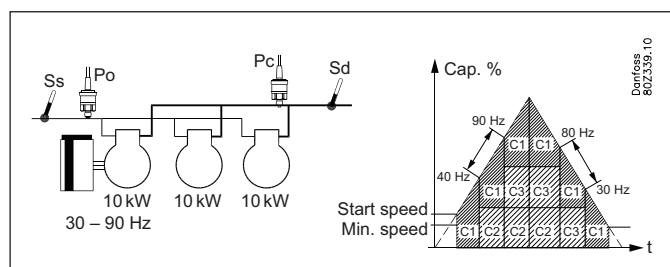 Ss
Po
Pc
Sd
10 kW
10 kW
10 kW
30 – 90 Hz
Cap. %
90 Hz
80 Hz
40 Hz
30 Hz
C1 C1
C1 C3 C3 C1
Start speed
Min. speed
C1 C2 C2 C2 C3 C1
t
Danfoss
80Z339.10